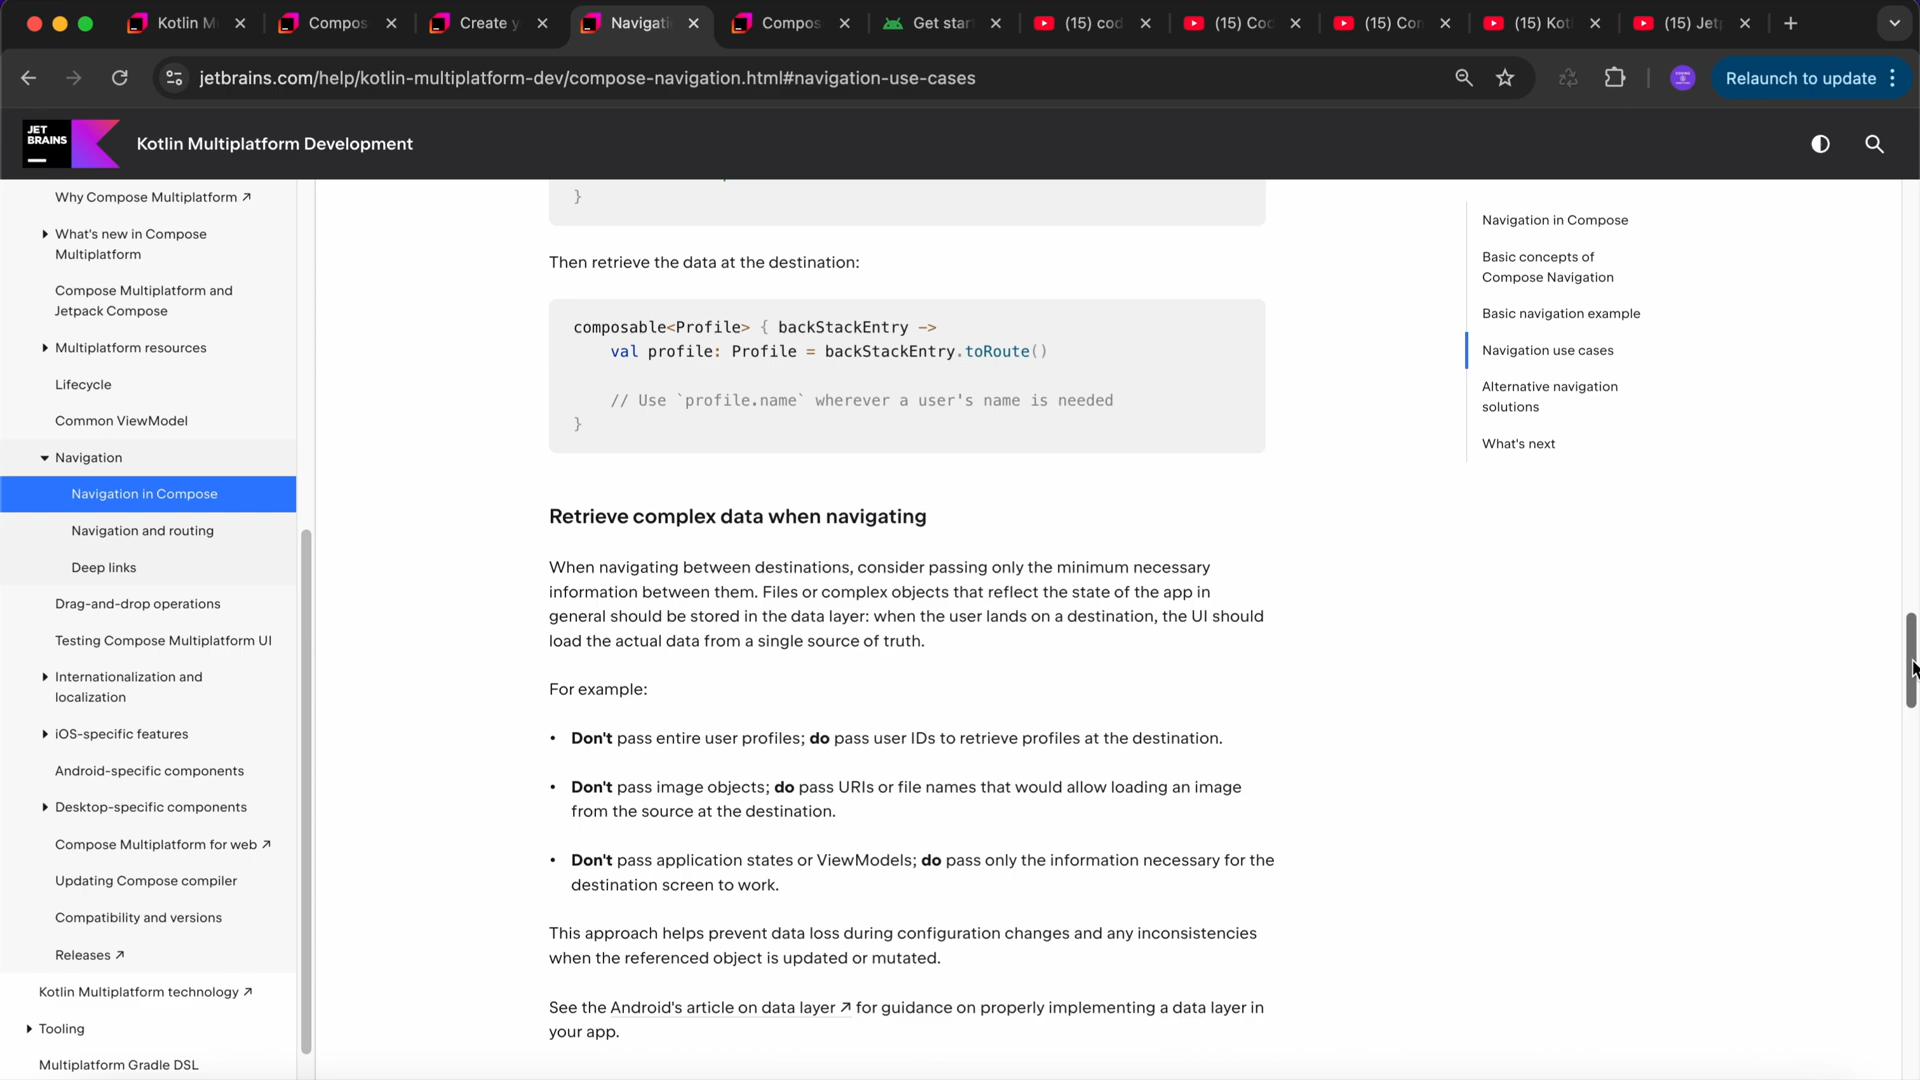 Kotlin M
Compos
Create y
Navigati
Compos
Get star
(15) cod
(15) Coc
(15) Con
(15) Kot
(15) Jet
jetbrains.com/help/kotlin-multiplatform-dev/compose-navigation.html#navigation-use-cases
Relaunch to update
JET
BRAINS
Kotlin Multiplatform Development
Why Compose Multiplatform ↗
What's new in Compose
Multiplatform
Compose Multiplatform and
Jetpack Compose
Multiplatform resources
Lifecycle
Common ViewModel
Navigation
Navigation in Compose
Navigation and routing
Deep links
Drag-and-drop operations
Testing Compose Multiplatform UI
Internationalization and
localization
iOS-specific features
Android-specific components
Desktop-specific components
Compose Multiplatform for web ↗
Updating Compose compiler
Compatibility and versions
Releases ↗
Kotlin Multiplatform technology ↗
Tooling
Multiplatform Gradle DSL
}
Then retrieve the data at the destination:
composable<Profile> { backStackEntry ->
val profile: Profile = backStackEntry.toRoute()
// Use `profile.name` wherever a user's name is needed
}
Retrieve complex data when navigating
When navigating between destinations, consider passing only the minimum necessary
information between them. Files or complex objects that reflect the state of the app in
general should be stored in the data layer: when the user lands on a destination, the UI should
load the actual data from a single source of truth.
For example:
• Don't pass entire user profiles; do pass user IDs to retrieve profiles at the destination.
• Don't pass image objects; do pass URIs or file names that would allow loading an image
from the source at the destination.
• Don't pass application states or ViewModels; do pass only the information necessary for the
destination screen to work.
This approach helps prevent data loss during configuration changes and any inconsistencies
when the referenced object is updated or mutated.
See the Android's article on data layer ↗ for guidance on properly implementing a data layer in
your app.
Navigation in Compose
Basic concepts of
Compose Navigation
Basic navigation example
Navigation use cases
Alternative navigation
solutions
What's next